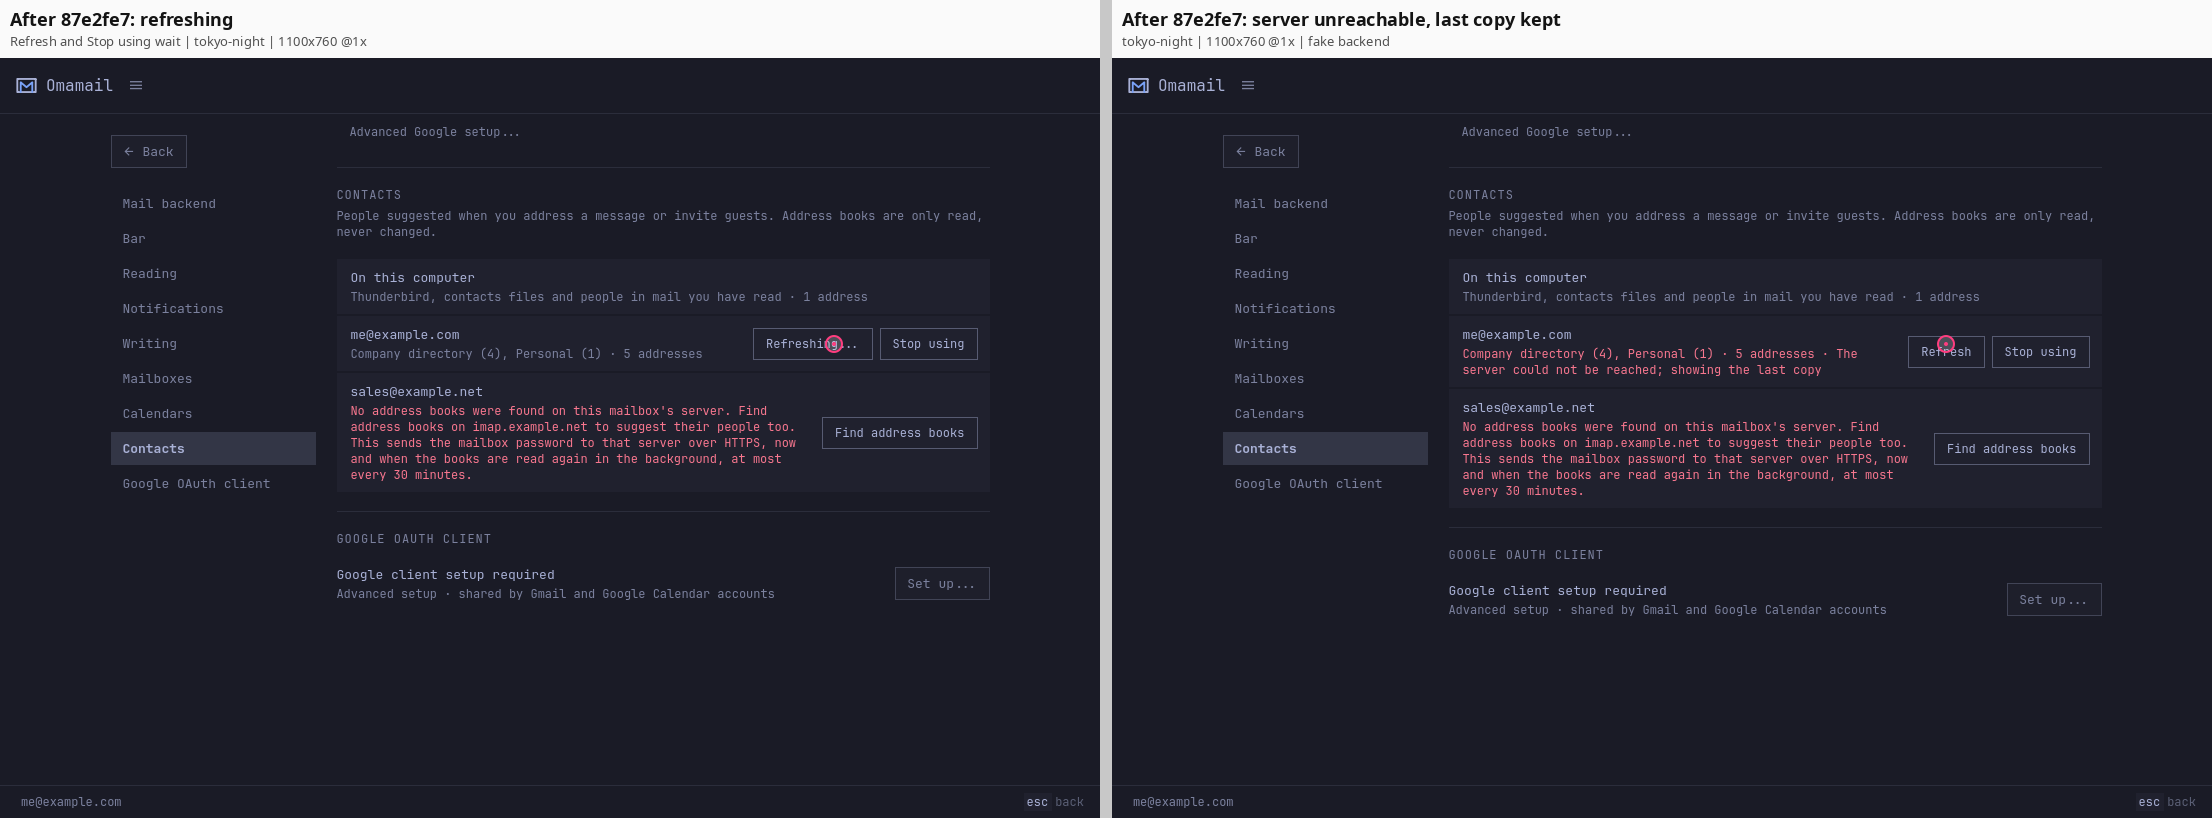 After 87e2fe7: refreshing
Refresh and Stop using wait | tokyo-night | 1100x760 @1x
Omamail
← Back
Mail backend
Bar
Reading
Notifications
Writing
Mailboxes
Calendars
Contacts
Google OAuth client
Advanced Google setup...
CONTACTS
People suggested when you address a message or invite guests. Address books are only read,
never changed.
On this computer
Thunderbird, contacts files and people in mail you have read · 1 address
me@example.com
Company directory (4), Personal (1) · 5 addresses
Refreshing...
Stop using
sales@example.net
No address books were found on this mailbox's server. Find
address books on imap.example.net to suggest their people too.
This sends the mailbox password to that server over HTTPS, now
and when the books are read again in the background, at most
every 30 minutes.
Find address books
GOOGLE OAUTH CLIENT
Google client setup required
Advanced setup · shared by Gmail and Google Calendar accounts
Set up...
me@example.com
esc back
After 87e2fe7: server unreachable, last copy kept
tokyo-night | 1100x760 @1x | fake backend
Omamail
← Back
Mail backend
Bar
Reading
Notifications
Writing
Mailboxes
Calendars
Contacts
Google OAuth client
Advanced Google setup...
CONTACTS
People suggested when you address a message or invite guests. Address books are only read,
never changed.
On this computer
Thunderbird, contacts files and people in mail you have read · 1 address
me@example.com
Company directory (4), Personal (1) · 5 addresses · The
server could not be reached; showing the last copy
Refresh
Stop using
sales@example.net
No address books were found on this mailbox's server. Find
address books on imap.example.net to suggest their people too.
This sends the mailbox password to that server over HTTPS, now
and when the books are read again in the background, at most
every 30 minutes.
Find address books
GOOGLE OAUTH CLIENT
Google client setup required
Advanced setup · shared by Gmail and Google Calendar accounts
Set up...
me@example.com
esc back